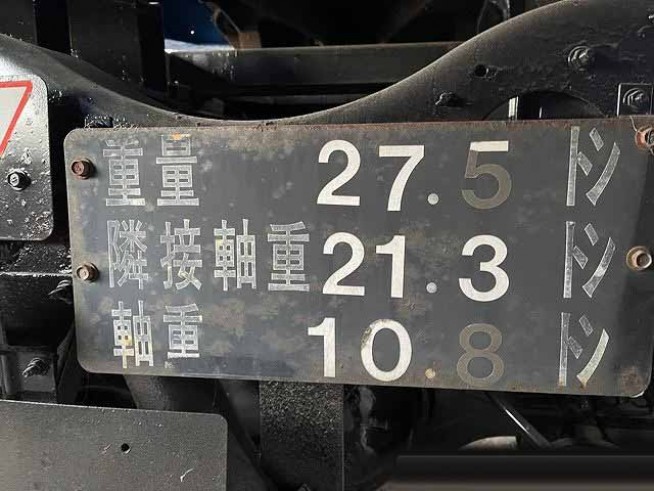 重量 27.5 トン
隣接軸重 21.3 トン
軸重 10.8 トン